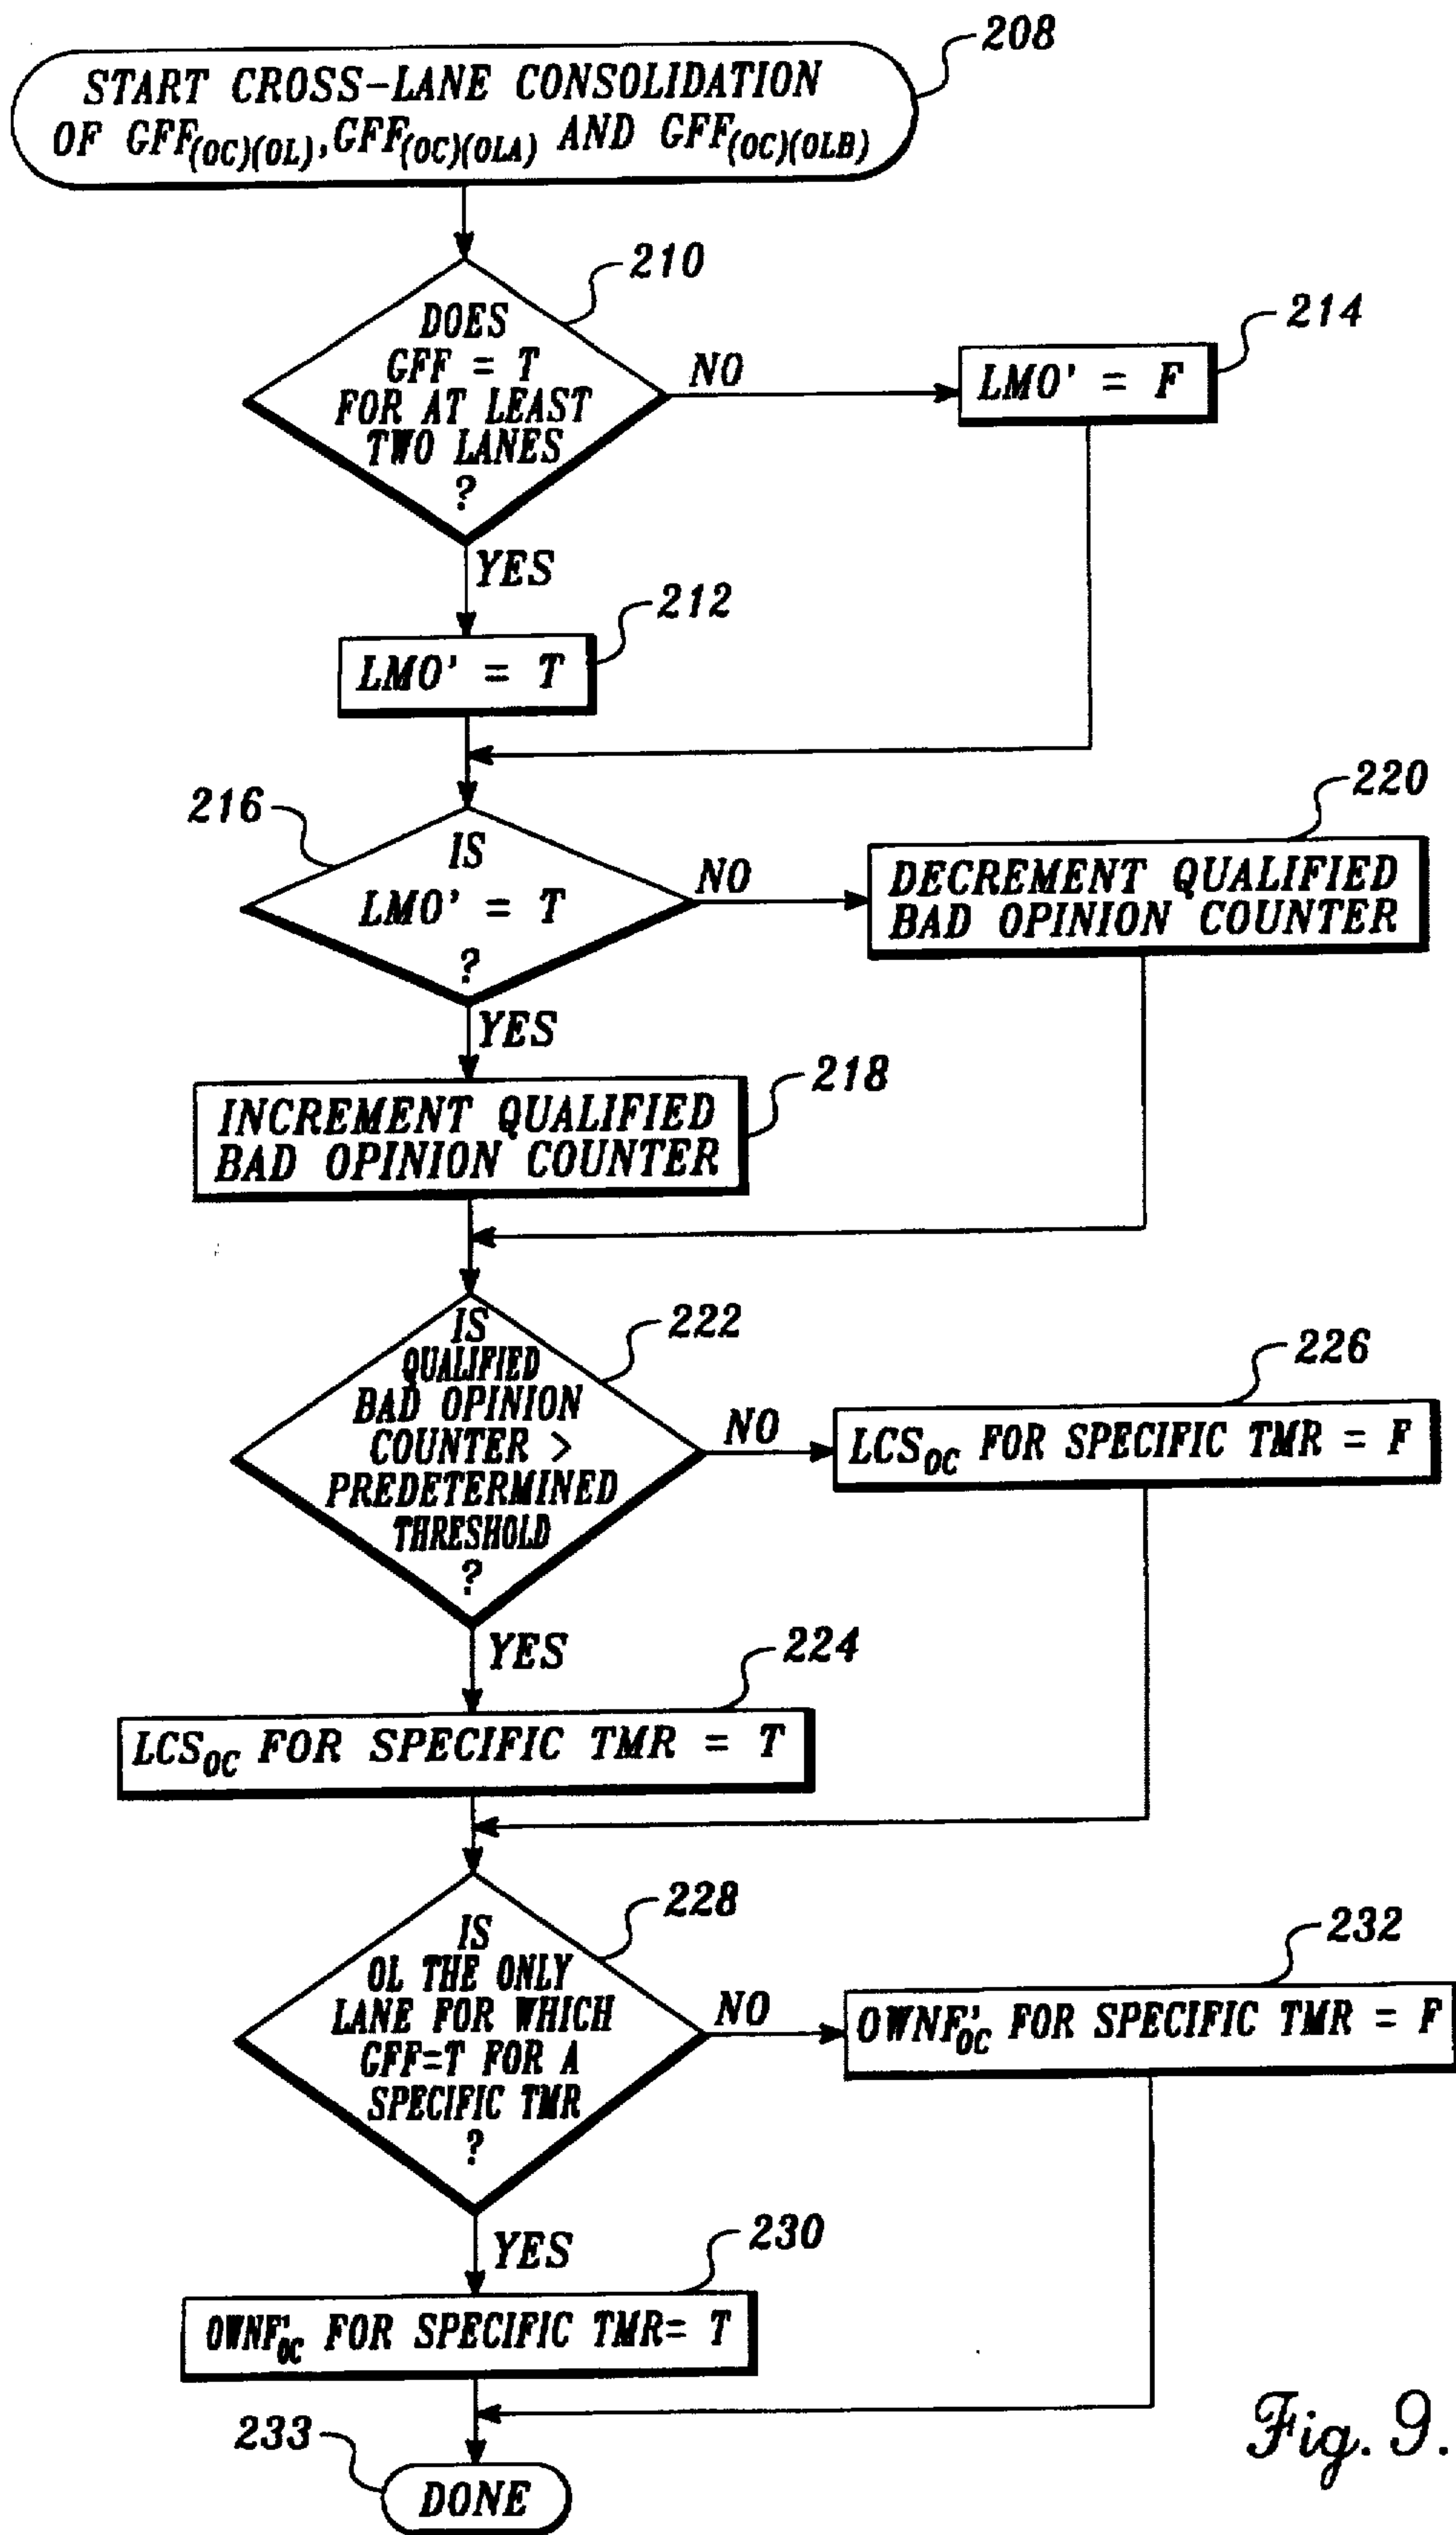 208
START CROSS-LANE CONSOLIDATION
OF GFF(OC)(OL), GFF(OC)(OLA) AND GFF(OC)(OLB)
210
DOES
GFF = T
FOR AT LEAST
TWO LANES
?
NO
214
LMO' = F
YES
212
LMO' = T
216
IS
LMO' = T
?
NO
220
DECREMENT QUALIFIED
BAD OPINION COUNTER
YES
218
INCREMENT QUALIFIED
BAD OPINION COUNTER
222
IS
QUALIFIED
BAD OPINION
COUNTER >
PREDETERMINED
THRESHOLD
?
NO
226
LCSOC FOR SPECIFIC TMR = F
YES
224
LCSOC FOR SPECIFIC TMR = T
228
IS
OL THE ONLY
LANE FOR WHICH
GFF=T FOR A
SPECIFIC TMR
?
NO
232
OWNF'OC FOR SPECIFIC TMR = F
YES
230
OWNF'OC FOR SPECIFIC TMR= T
233
DONE
Fig. 9.